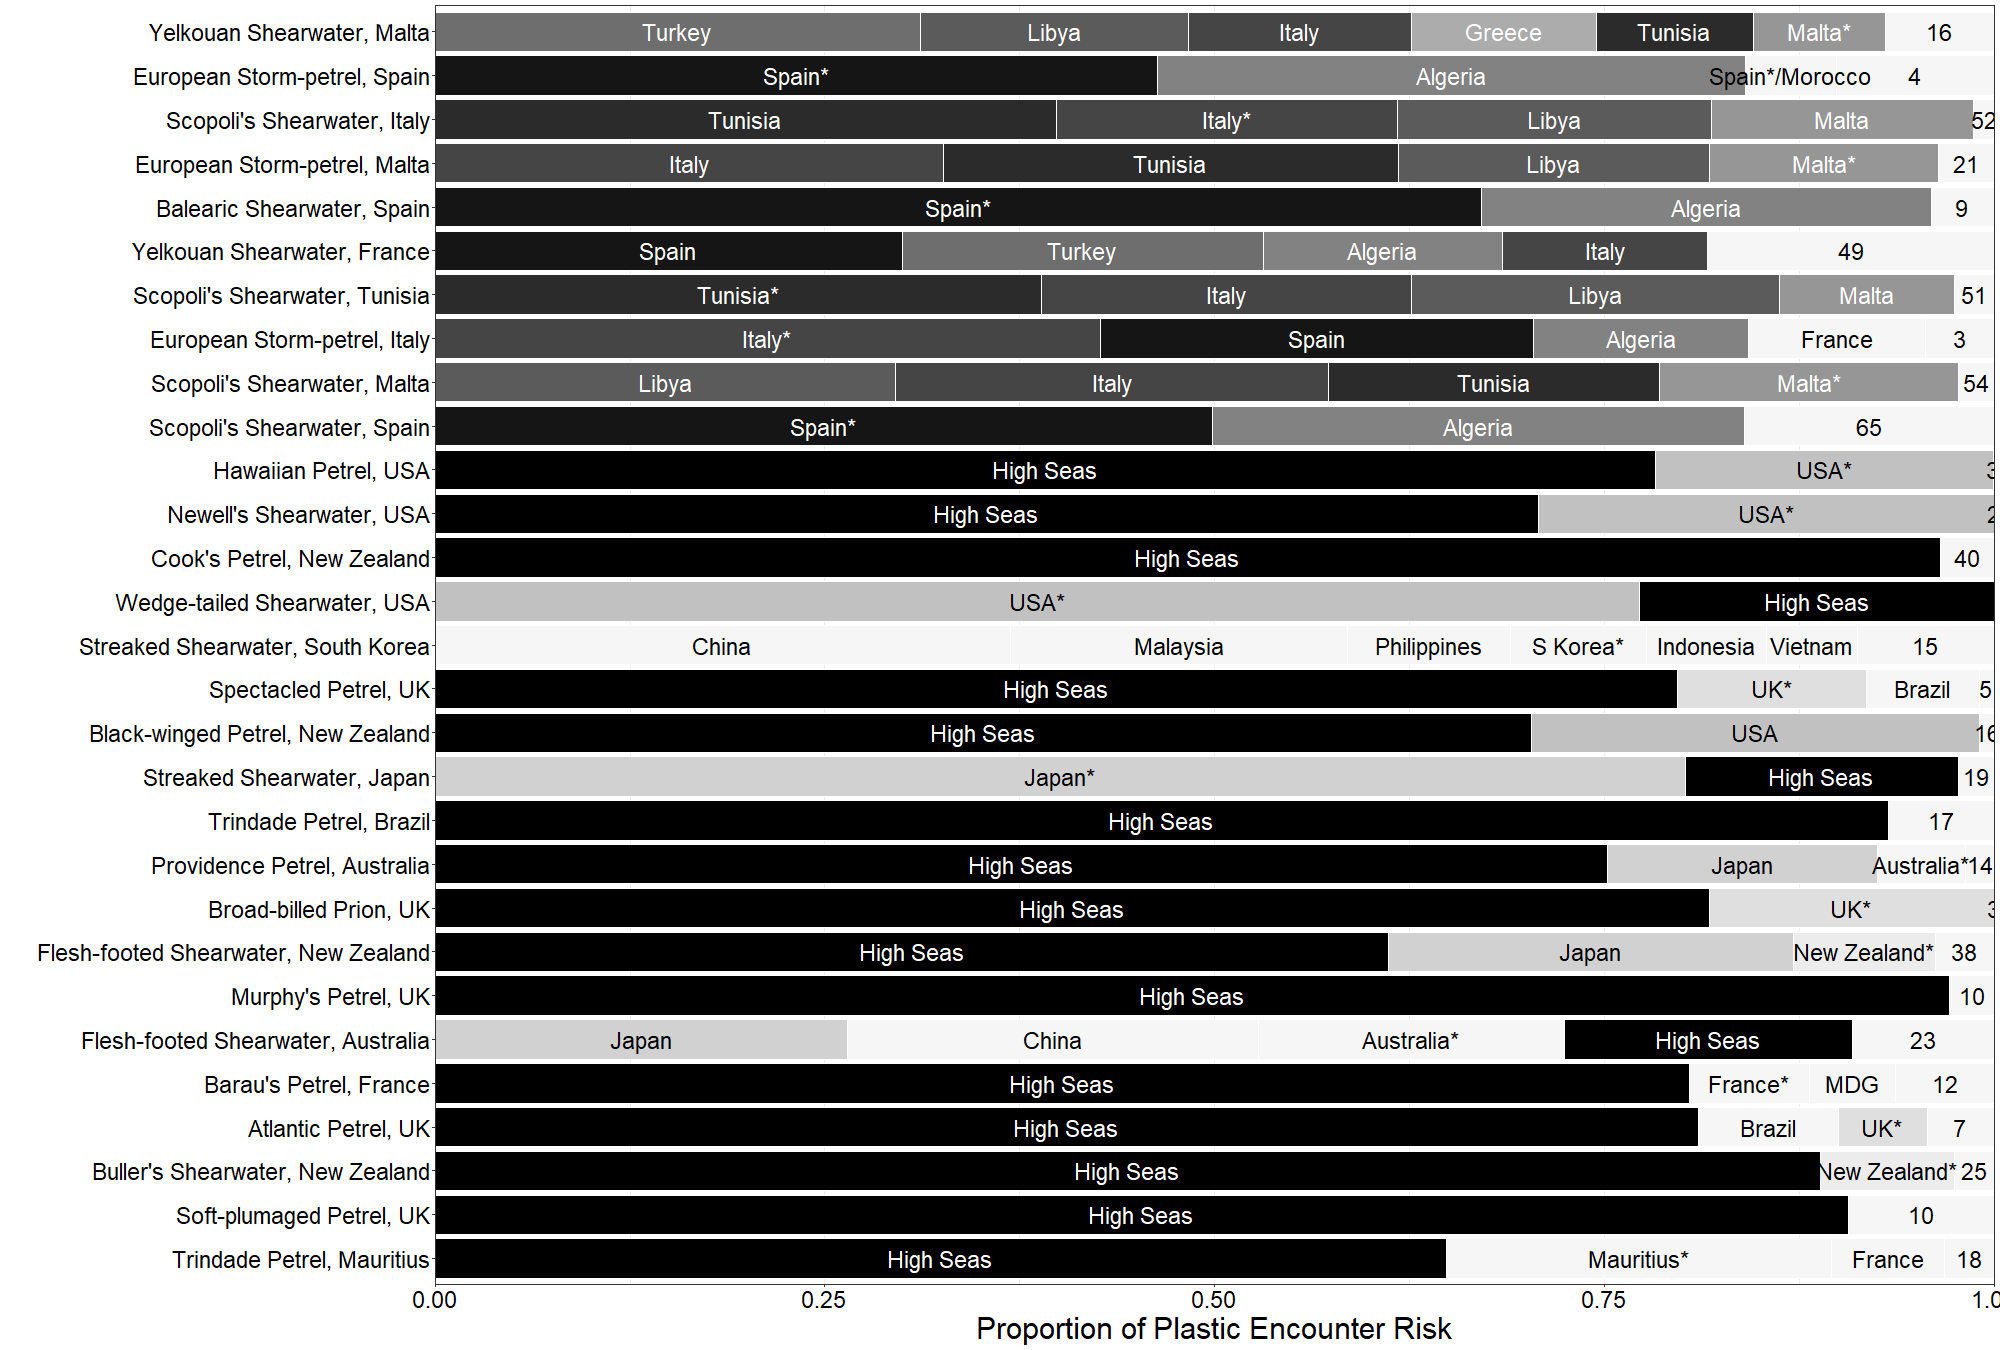 Yelkouan Shearwater, Malta Turkey Libya Italy Greece Tunisia Malta* 16
European Storm-petrel, Spain Spain* Algeria Spain*/Morocco 4
Scopoli's Shearwater, Italy Tunisia Italy* Libya Malta 52
European Storm-petrel, Malta Italy Tunisia Libya Malta* 21
Balearic Shearwater, Spain Spain* Algeria 9
Yelkouan Shearwater, France Spain Turkey Algeria Italy 49
Scopoli's Shearwater, Tunisia Tunisia* Italy Libya Malta 51
European Storm-petrel, Italy Italy* Spain Algeria France 3
Scopoli's Shearwater, Malta Libya Italy Tunisia Malta* 54
Scopoli's Shearwater, Spain Spain* Algeria 65
Hawaiian Petrel, USA High Seas USA* 3
Newell's Shearwater, USA High Seas USA* 2
Cook's Petrel, New Zealand High Seas 40
Wedge-tailed Shearwater, USA USA* High Seas
Streaked Shearwater, South Korea China Malaysia Philippines S Korea* Indonesia Vietnam 15
Spectacled Petrel, UK High Seas UK* Brazil 5
Black-winged Petrel, New Zealand High Seas USA 16
Streaked Shearwater, Japan Japan* High Seas 19
Trindade Petrel, Brazil High Seas 17
Providence Petrel, Australia High Seas Japan Australia* 14
Broad-billed Prion, UK High Seas UK* 3
Flesh-footed Shearwater, New Zealand High Seas Japan New Zealand* 38
Murphy's Petrel, UK High Seas 10
Flesh-footed Shearwater, Australia Japan China Australia* High Seas 23
Barau's Petrel, France High Seas France* MDG 12
Atlantic Petrel, UK High Seas Brazil UK* 7
Buller's Shearwater, New Zealand High Seas New Zealand* 25
Soft-plumaged Petrel, UK High Seas 10
Trindade Petrel, Mauritius High Seas Mauritius* France 18
0.00 0.25 0.50 0.75 1.0
Proportion of Plastic Encounter Risk